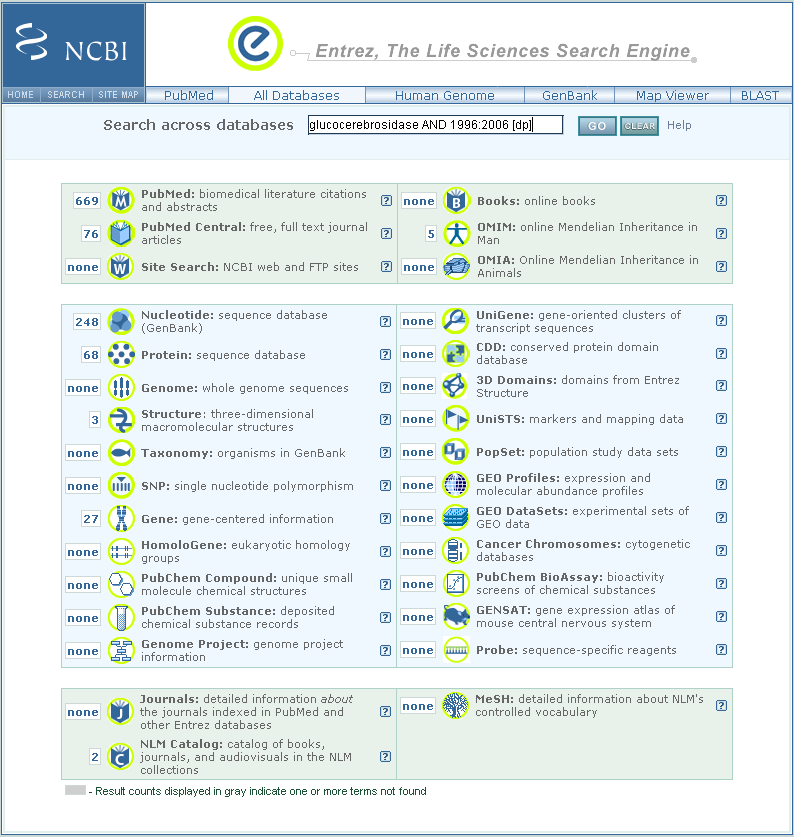 NCBI
e
Entrez, The Life Sciences Search Engine
HOME SEARCH SITE MAP PubMed All Databases Human Genome GenBank Map Viewer BLAST
Search across databases glucocerebrosidase AND 1996:2006 [dp] GO CLEAR Help
669 M PubMed: biomedical literature citations
and abstracts ?
76 PubMed Central: free, full text journal
articles ?
none W Site Search: NCBI web and FTP sites ?
none B Books: online books ?
5 OMIM: online Mendelian Inheritance in
Man ?
none OMIA: Online Mendelian Inheritance in
Animals ?
248 Nucleotide: sequence database
(GenBank) ?
68 Protein: sequence database ?
none Genome: whole genome sequences ?
3 Structure: three-dimensional
macromolecular structures ?
none Taxonomy: organisms in GenBank ?
none SNP: single nucleotide polymorphism ?
27 Gene: gene-centered information ?
none HomoloGene: eukaryotic homology
groups ?
none PubChem Compound: unique small
molecule chemical structures ?
none PubChem Substance: deposited
chemical substance records ?
none Genome Project: genome project
information ?
none UniGene: gene-oriented clusters of
transcript sequences ?
none CDD: conserved protein domain
database ?
none 3D Domains: domains from Entrez
Structure ?
none UniSTS: markers and mapping data ?
none PopSet: population study data sets ?
none GEO Profiles: expression and
molecular abundance profiles ?
none GEO DataSets: experimental sets of
GEO data ?
none Cancer Chromosomes: cytogenetic
databases ?
none PubChem BioAssay: bioactivity
screens of chemical substances ?
none GENSAT: gene expression atlas of
mouse central nervous system ?
none Probe: sequence-specific reagents ?
none J Journals: detailed information about
the journals indexed in PubMed and
other Entrez databases ?
2 C NLM Catalog: catalog of books,
journals, and audiovisuals in the NLM
collections ?
none MeSH: detailed information about NLM's
controlled vocabulary ?
- Result counts displayed in gray indicate one or more terms not found